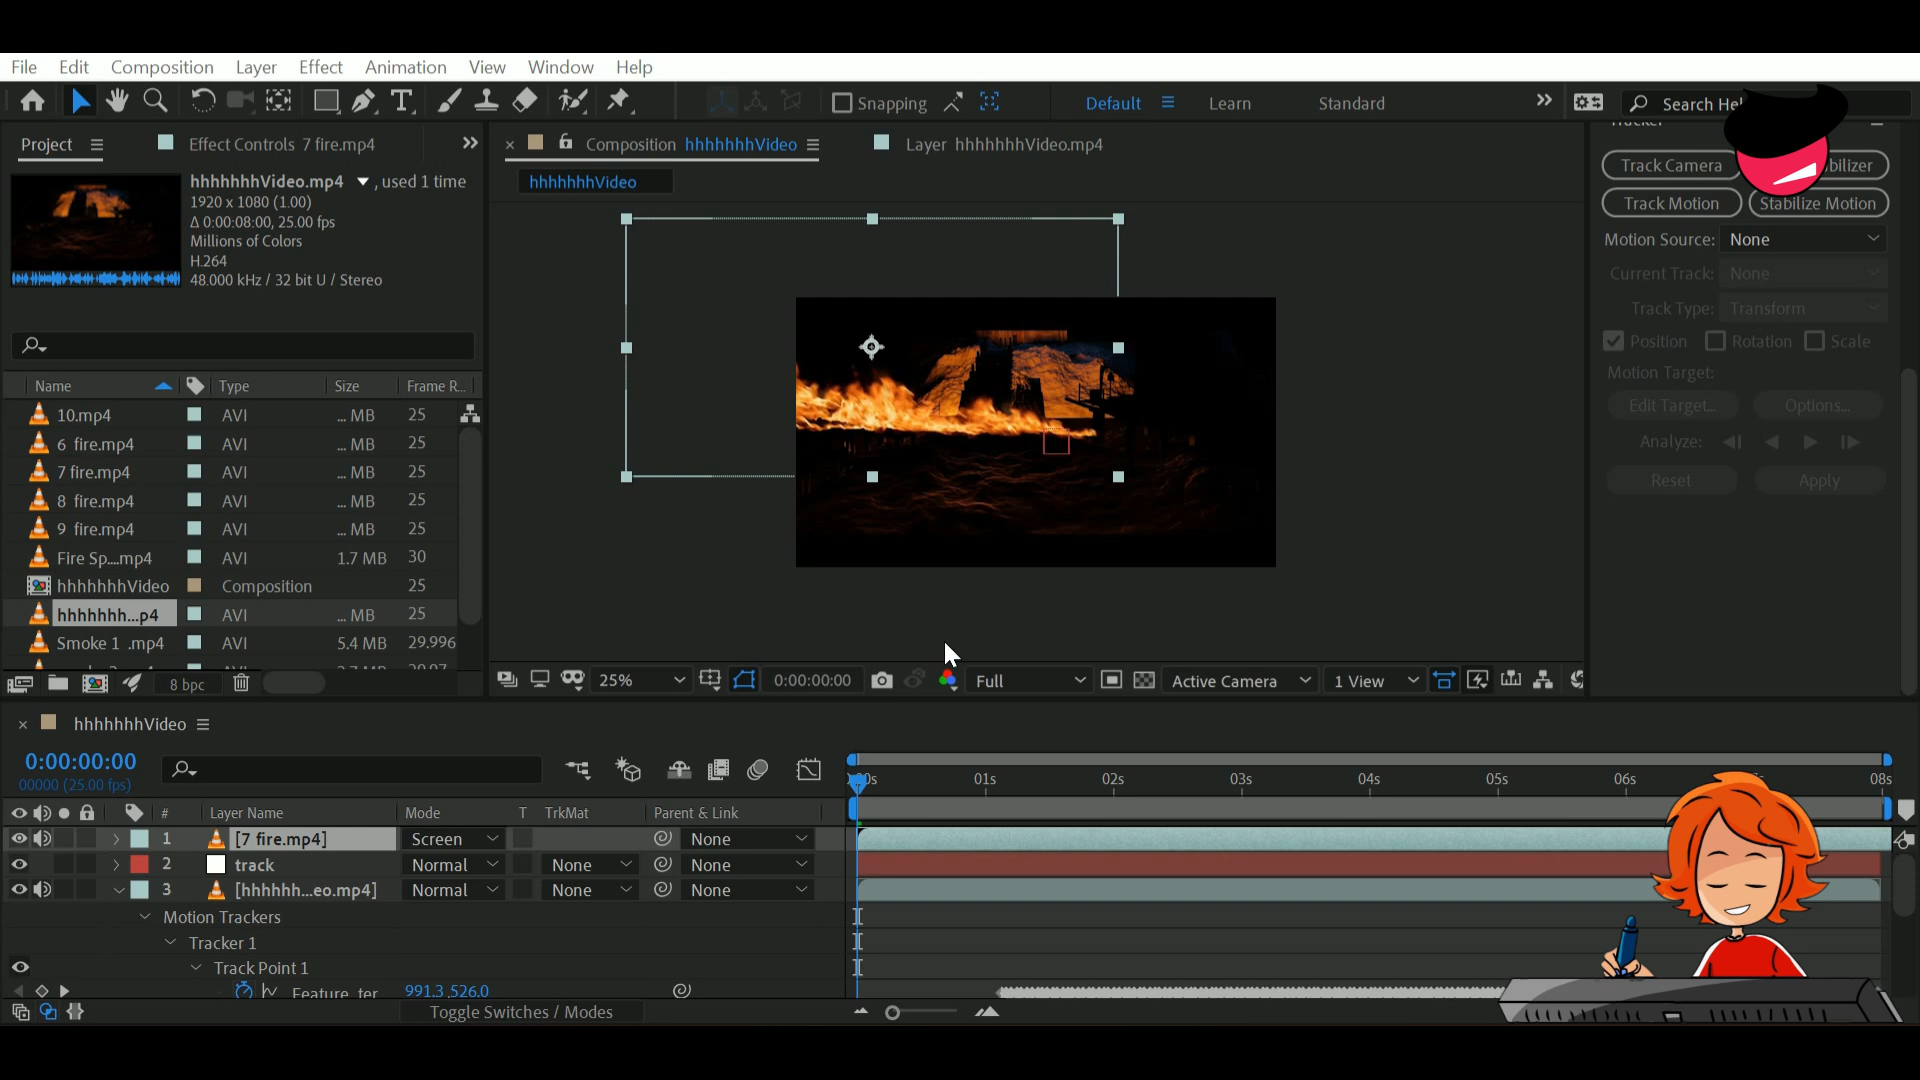 File Edit Composition Layer Effect Animation View Window Help
Snapping Default Learn Standard Search Hel
Project Effect Controls 7 fire.mp4
Composition hhhhhhhVideo Layer hhhhhhhVideo.mp4
hhhhhhhVideo
hhhhhhhVideo.mp4 , used 1 time
1920 x 1080 (1.00)
Δ 0:00:08:00, 25.00 fps
Millions of Colors
H.264
48.000 kHz / 32 bit U / Stereo
Name Type Size Frame R...
10.mp4 AVI ... MB 25
6 fire.mp4 AVI ... MB 25
7 fire.mp4 AVI ... MB 25
8 fire.mp4 AVI ... MB 25
9 fire.mp4 AVI ... MB 25
Fire Sp....mp4 AVI 1.7 MB 30
hhhhhhhVideo Composition 25
hhhhhhh...p4 AVI ... MB 25
Smoke 1 .mp4 AVI 5.4 MB 29.996
8 bpc
25% 0:00:00:00 Full Active Camera 1 View
Tracker
Track Camera bilizer
Track Motion Stabilize Motion
Motion Source: None
Current Track: None
Track Type: Transform
Position Rotation Scale
Motion Target:
Edit Target... Options...
Analyze:
Reset Apply
hhhhhhhVideo
0:00:00:00
00000 (25.00 fps)
00s 01s 02s 03s 04s 05s 06s 08s
# Layer Name Mode T TrkMat Parent & Link
1 [7 fire.mp4] Screen None
2 track Normal None None
3 [hhhhhh...eo.mp4] Normal None None
Motion Trackers
Tracker 1
Track Point 1
Feature 991.3,526.0
Toggle Switches / Modes